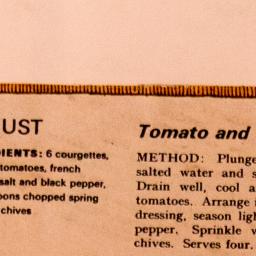 UST
Tomato and
IENTS: 6 courgettes,
tomatoes, french
salt and black pepper,
oons chopped spring
chives
METHOD: Plunge
salted water and s
Drain well, cool a
tomatoes. Arrange i
dressing, season lig
pepper. Sprinkle w
chives. Serves four.